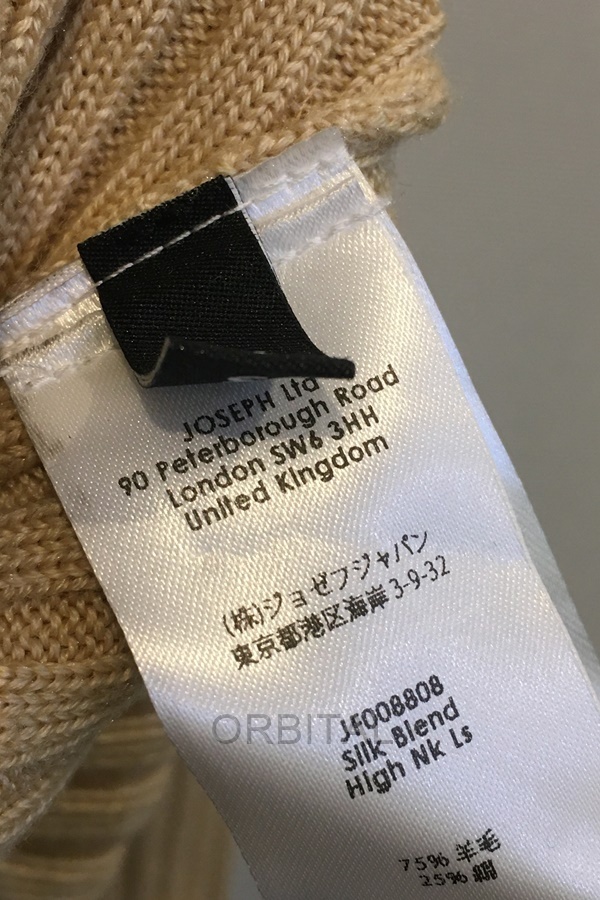 JOSEPH Ltd
90 Peterborough Road
London SW6 3HH
United Kingdom
(株)ジョゼフジャパン
東京都港区海岸3-9-32
JF008808
Silk Blend
High Nk Ls
75% 羊毛
25% 絹
ORBIT